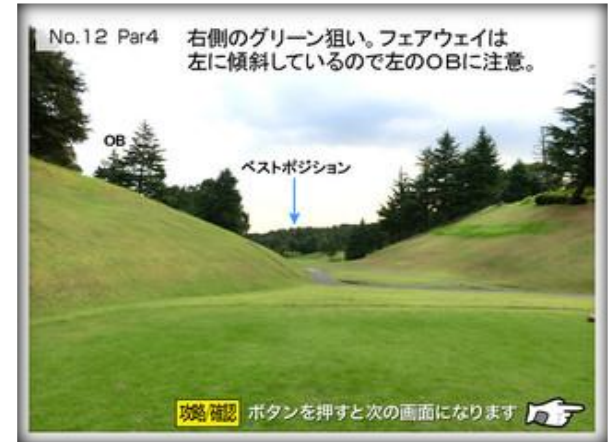 No.12 Par4
右側のグリーン狙い。フェアウェイは
左に傾斜しているので左のOBに注意。
OB
ベストポジション
攻略/確認 ボタンを押すと次の画面になります